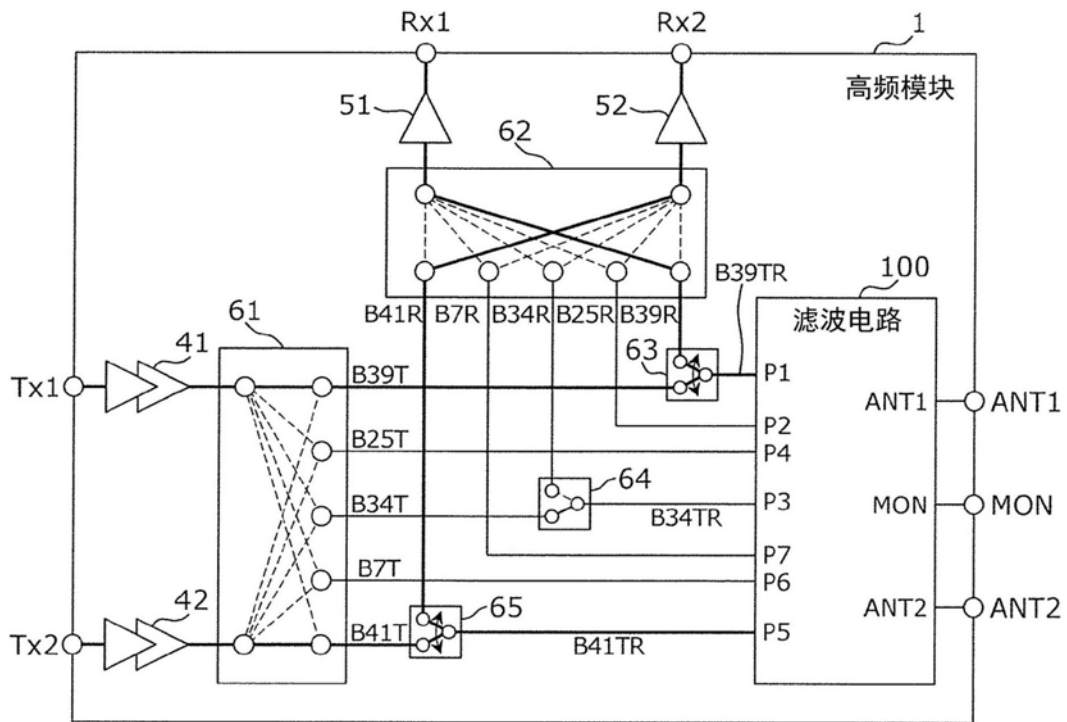 Rx1 Rx2 1
高频模块
51 52
62
B39TR
B41R B7R B34R B25R B39R
100
滤波电路
61
63
41
Tx1
B39T
P1
ANT1 ANT1
P2
B25T
P4
64
B34T
P3
MON MON
B34TR
P7
B7T
P6
42
65
ANT2 ANT2
Tx2
B41T
P5
B41TR